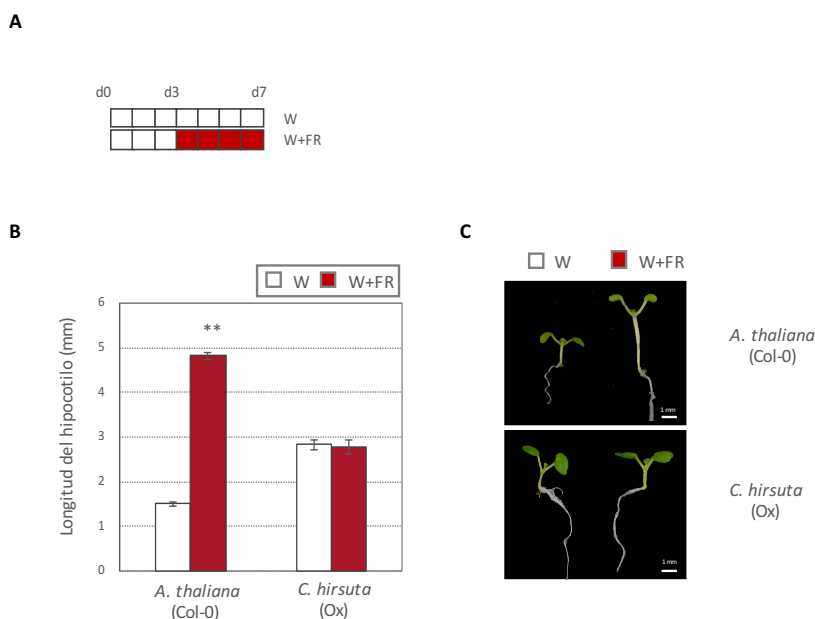 A
d0 d3 d7
W
W+FR
B
W W+FR
Longitud del hipocotilo (mm)
6
5
4
3
2
1
0
**
A. thaliana
(Col-0)
C. hirsuta
(Ox)
C
W W+FR
A. thaliana
(Col-0)
1 mm
C. hirsuta
(Ox)
1 mm